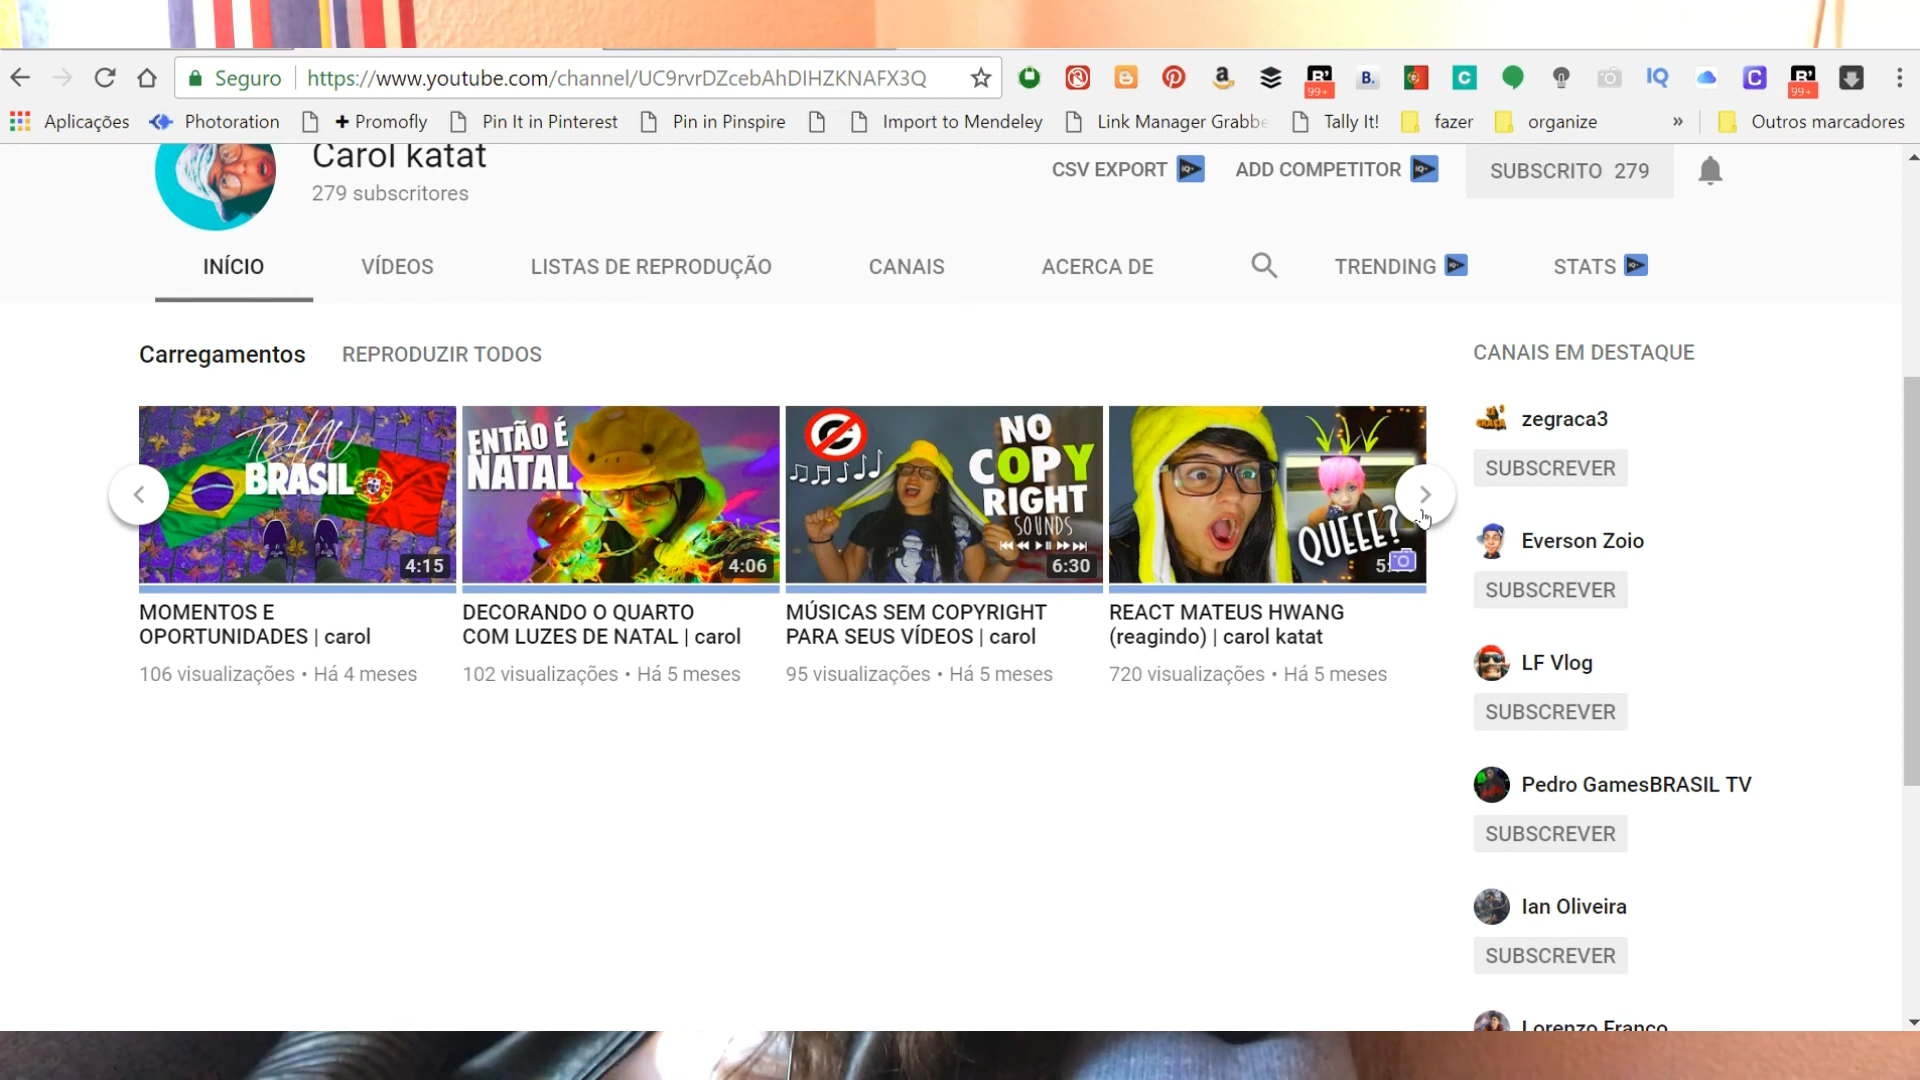 Seguro
https://www.youtube.com/channel/UC9rvrDZcebAhDIHZKNAFX3Q
99+
B.
C
IQ
C
99+
Aplicações
Photoration
+ Promofly
Pin It in Pinterest
Pin in Pinspire
Import to Mendeley
Link Manager Grabbe
Tally It!
fazer
organize
»
Outros marcadores
Carol katat
279 subscritores
CSV EXPORT
ADD COMPETITOR
SUBSCRITO 279
INÍCIO
VÍDEOS
LISTAS DE REPRODUÇÃO
CANAIS
ACERCA DE
TRENDING
STATS
Carregamentos
REPRODUZIR TODOS
TCHAU
BRASIL
4:15
MOMENTOS E
OPORTUNIDADES | carol
106 visualizações • Há 4 meses
ENTÃO É
NATAL
4:06
DECORANDO O QUARTO
COM LUZES DE NATAL | carol
102 visualizações • Há 5 meses
NO
COPY
RIGHT
SOUNDS
6:30
MÚSICAS SEM COPYRIGHT
PARA SEUS VÍDEOS | carol
95 visualizações • Há 5 meses
QUEEE?
REACT MATEUS HWANG
(reagindo) | carol katat
720 visualizações • Há 5 meses
CANAIS EM DESTAQUE
zegraca3
SUBSCREVER
Everson Zoio
SUBSCREVER
LF Vlog
SUBSCREVER
Pedro GamesBRASIL TV
SUBSCREVER
Ian Oliveira
SUBSCREVER
Lorenzo Franco